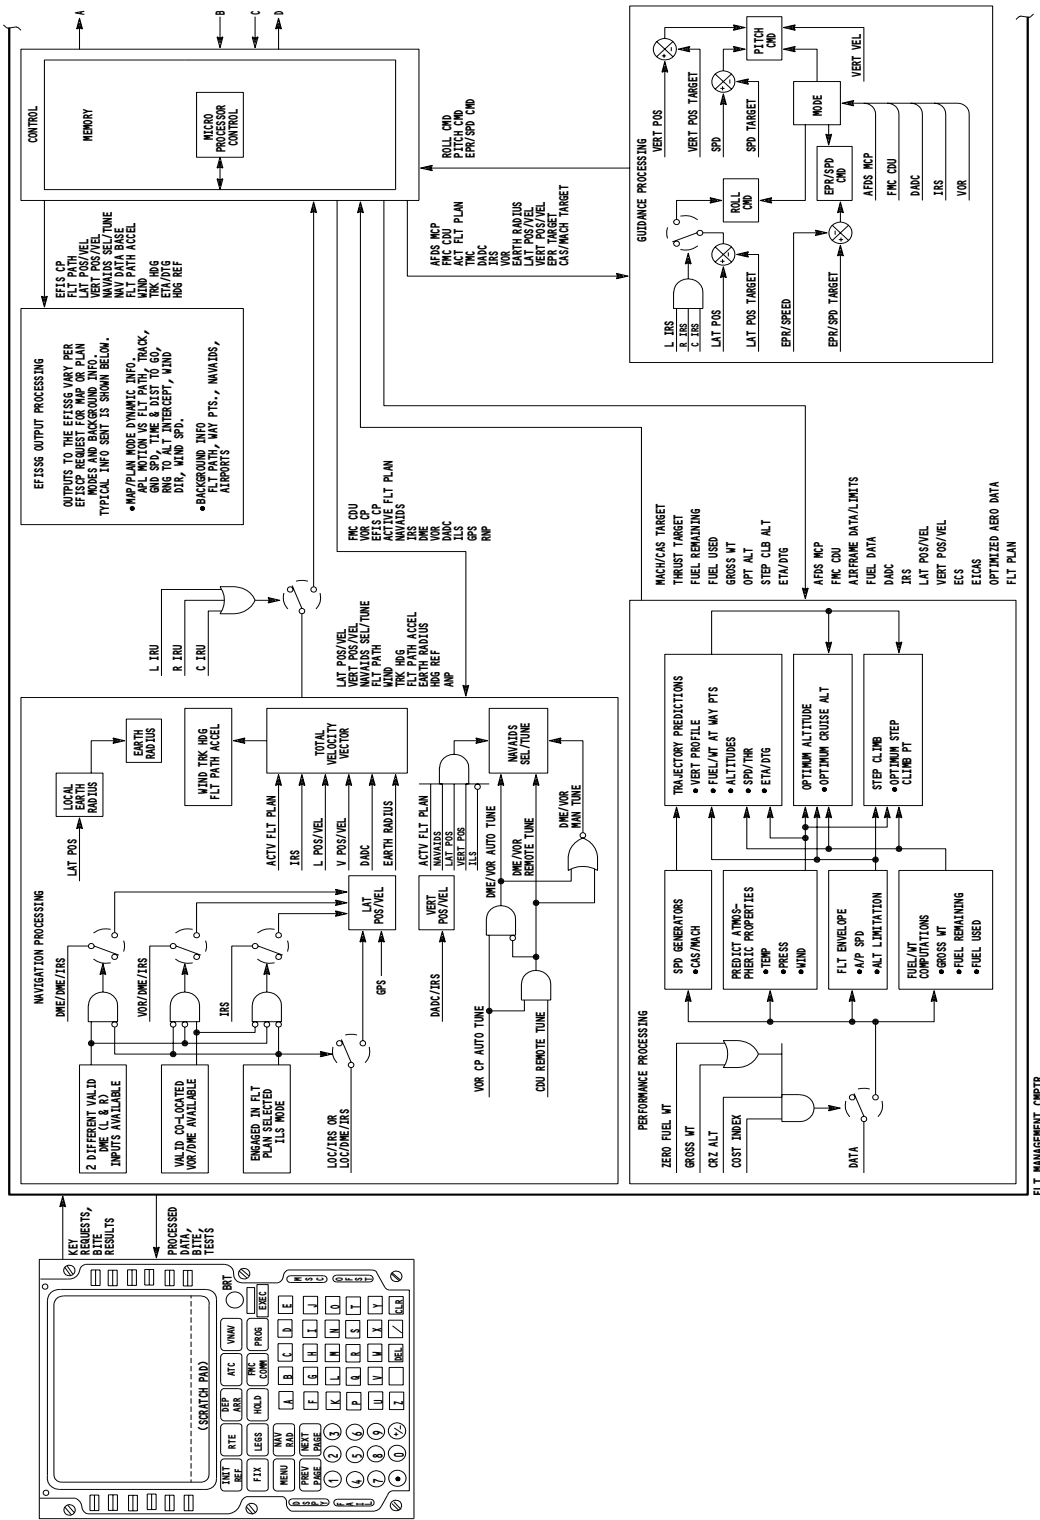 KEY
REQUESTS,
BITE
RESULTS
PROCESSED
DATA,
BITE,
TESTS
(SCRATCH PAD)
BRT
INIT
REF
RTE
DEP
ARR
ATC
VNAV
FIX
LEGS
HOLD
FMC
COMM
PROG
EXEC
MENU
NAV
RAD
PREV
PAGE
NEXT
PAGE
A B C D E
F G H I J
K L M N O
P Q R S T
U V W X Y
Z DEL / CLR
1 2 3
4 5 6
7 8 9
• 0 +/-
DSPY
FAIL
MSG
OFST
NAVIGATION PROCESSING
2 DIFFERENT VALID
DME (L & R)
INPUTS AVAILABLE
VALID CO-LOCATED
VOR/DME AVAILABLE
ENGAGED IN FLT
PLAN SELECTED
ILS MODE
DME/DME/IRS
VOR/DME/IRS
IRS
LOC/IRS OR
LOC/DME/IRS
GPS
LAT
POS/VEL
LAT POS
LOCAL
EARTH
RADIUS
EARTH
RADIUS
WIND TRK HDG
FLT PATH ACCEL
ACTV FLT PLAN
IRS
L POS/VEL
V POS/VEL
DADC
EARTH RADIUS
TOTAL
VELOCITY
VECTOR
DADC/IRS
VERT
POS/VEL
ACTV FLT PLAN
NAVAIDS
LAT POS
VERT POS
ILS
NAVAIDS
SEL/TUNE
VOR CP AUTO TUNE
CDU REMOTE TUNE
DME/VOR AUTO TUNE
DME/VOR
REMOTE TUNE
DME/VOR
MAN TUNE
L IRU
R IRU
C IRU
LAT POS/VEL
VERT POS/VEL
NAVAIDS SEL/TUNE
FLT PATH
WIND
TRK HDG
FLT PATH ACCEL
EARTH RADIUS
HDG REF
ANP
FMC CDU
VOR CP
EFIS CP
ACTIVE FLT PLAN
NAVAIDS
IRS
DME
VOR
DADC
ILS
GPS
RNP
EFISSG OUTPUT PROCESSING
OUTPUTS TO THE EFISSG VARY PER
EFISCP REQUEST FOR MAP OR PLAN
MODES AND BACKGROUND INFO.
TYPICAL INFO SENT IS SHOWN BELOW.
• MAP/PLAN MODE DYNAMIC INFO.
APL MOTION VS FLT PATH, TRACK,
GND SPD, TIME & DIST TO GO,
RNG TO ALT INTERCEPT, WIND
DIR, WIND SPD.
• BACKGROUND INFO
FLT PATH, WAY PTS., NAVAIDS,
AIRPORTS
EFIS CP
FLT PATH
LAT POS/VEL
VERT POS/VEL
NAVAIDS SEL/TUNE
NAV DATA BASE
FLT PATH ACCEL
WIND
TRK HDG
ETA/DTG
HDG REF
CONTROL
MEMORY
MICRO
PROCESSOR
CONTROL
A
B
C
D
ROLL CMD
PITCH CMD
EPR/SPD CMD
AFDS MCP
FMC CDU
ACT FLT PLAN
TMC
DADC
IRS
VOR
EARTH RADIUS
LAT POS/VEL
VERT POS/VEL
EPR TARGET
CAS/MACH TARGET
GUIDANCE PROCESSING
L IRS
R IRS
C IRS
LAT POS
LAT POS TARGET
EPR/SPEED
EPR/SPD TARGET
ROLL
CMD
EPR/SPD
CMD
VERT POS
VERT POS TARGET
SPD
SPD TARGET
PITCH
CMD
MODE
VERT VEL
AFDS MCP
FMC CDU
DADC
IRS
VOR
PERFORMANCE PROCESSING
ZERO FUEL WT
GROSS WT
CRZ ALT
COST INDEX
DATA
SPD GENERATORS
• CAS/MACH
PREDICT ATMOS-
PHERIC PROPERTIES
• TEMP
• PRESS
• WIND
FLT ENVELOPE
• A/P SPD
• ALT LIMITATION
FUEL/WT
COMPUTATIONS
• GROSS WT
• FUEL REMAINING
• FUEL USED
TRAJECTORY PREDICTIONS
• VERT PROFILE
• FUEL/WT AT WAY PTS
• ALTITUDES
• SPD/THR
• ETA/DTG
OPTIMUM ALTITUDE
• OPTIMUM CRUISE ALT
STEP CLIMB
• OPTIMUM STEP
CLIMB PT
MACH/CAS TARGET
THRUST TARGET
FUEL REMAINING
FUEL USED
GROSS WT
OPT ALT
STEP CLB ALT
ETA/DTG
AFDS MCP
FMC CDU
AIRFRAME DATA/LIMITS
FUEL DATA
DADC
IRS
LAT POS/VEL
VERT POS/VEL
ECS
EICAS
OPTIMIZED AERO DATA
FLT PLAN
FLT MANAGEMENT CMPTR